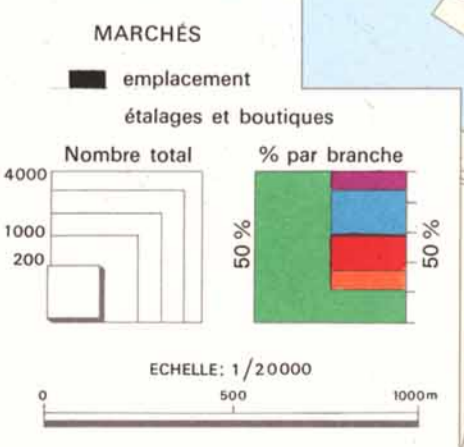 MARCHÉS
emplacement
étalages et boutiques
Nombre total
% par branche
4000
1000
200
50 %
50 %
ECHELLE: 1/20000
0 500 1000m